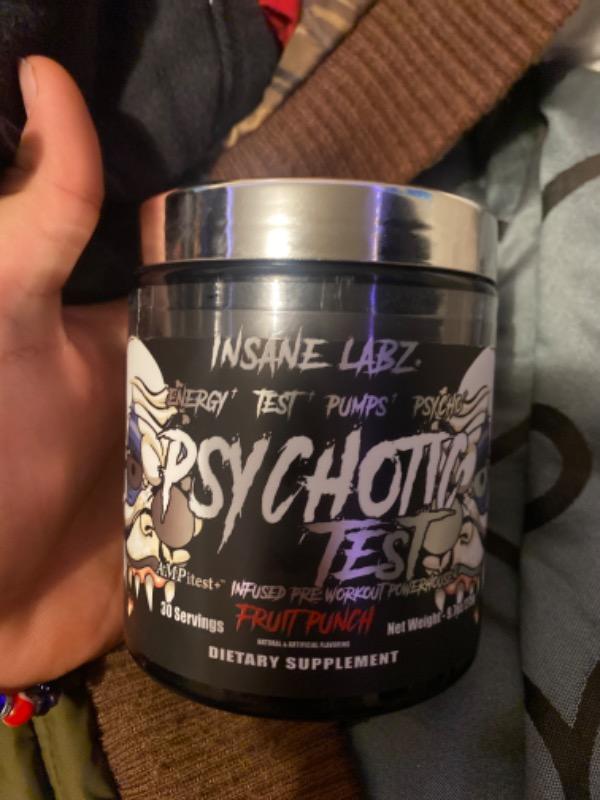 INSANE LABZ.
ENERGY+ TEST+ PUMPS+ PSYCHO
PSYCHOTIC
TEST
AMPitest+™
INFUSED PRE WORKOUT POWERHOUSE
30 Servings
FRUIT PUNCH
Net Weight -
NATURAL & ARTIFICIAL FLAVORING
DIETARY SUPPLEMENT